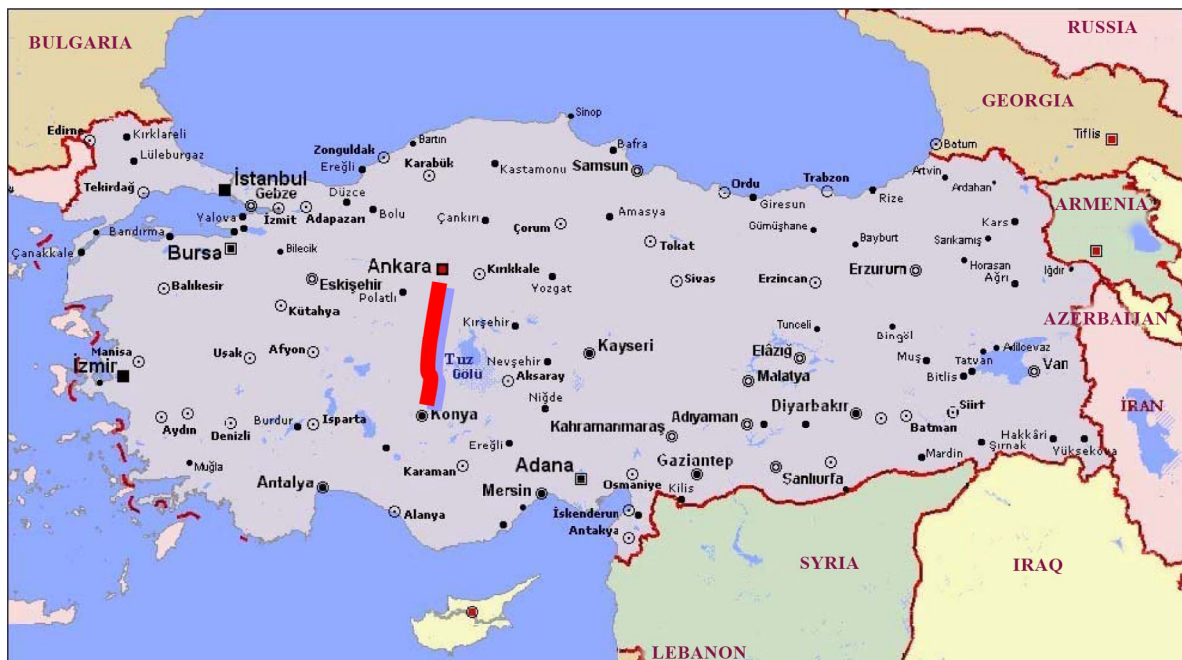 RUSSIA
BULGARIA
GEORGIA
Sinop
Edirne
Kırklareli
Bartın
Tiflis
Zonguldak
Bafra
Batum
Lüleburgaz
Ereğli
Karabük
Kastamonu
Samsun
Artvin
Ardahan
İstanbul
Tekirdağ
Gebze
Düzce
Ordu
Trabzon
Rize
Giresun
ARMENIA
Yalova
İzmit
Adapazarı
Bolu
Çankırı
Amasya
Kars
Bandırma
Çorum
Gümüşhane
Çanakkale
Bursa
Bilecik
Tokat
Bayburt
Sarıkamış
Ankara
Kırıkkale
Horasan
Iğdır
Balıkesir
Eskişehir
Polatlı
Yozgat
Sivas
Erzincan
Erzurum
Ağrı
Kütahya
AZERBAIJAN
Kırşehir
Tunceli
Bingöl
Manisa
Uşak
Afyon
Tuz
Gölü
Nevşehir
Kayseri
Elâzığ
Muş
Tatvan
Adilcevaz
İzmir
Aksaray
Malatya
Bitlis
Van
Niğde
Konya
Diyarbakır
Siirt
İRAN
Aydın
Denizli
Burdur
Isparta
Kahramanmaraş
Adıyaman
Batman
Ereğli
Hakkâri
Şırnak
Yüksekova
Muğla
Karaman
Adana
Gaziantep
Mardin
Antalya
Mersin
Osmaniye
Kilis
Sanlıurfa
Alanya
İskenderun
Antakya
SYRIA
IRAQ
LEBANON